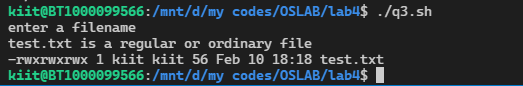 kiit@BT1000099566:/mnt/d/my codes/OSLAB/lab4$ ./q3.sh
enter a filename
test.txt is a regular or ordinary file
-rwxrwxrwx 1 kiit kiit 56 Feb 10 18:18 test.txt
kiit@BT1000099566:/mnt/d/my codes/OSLAB/lab4$